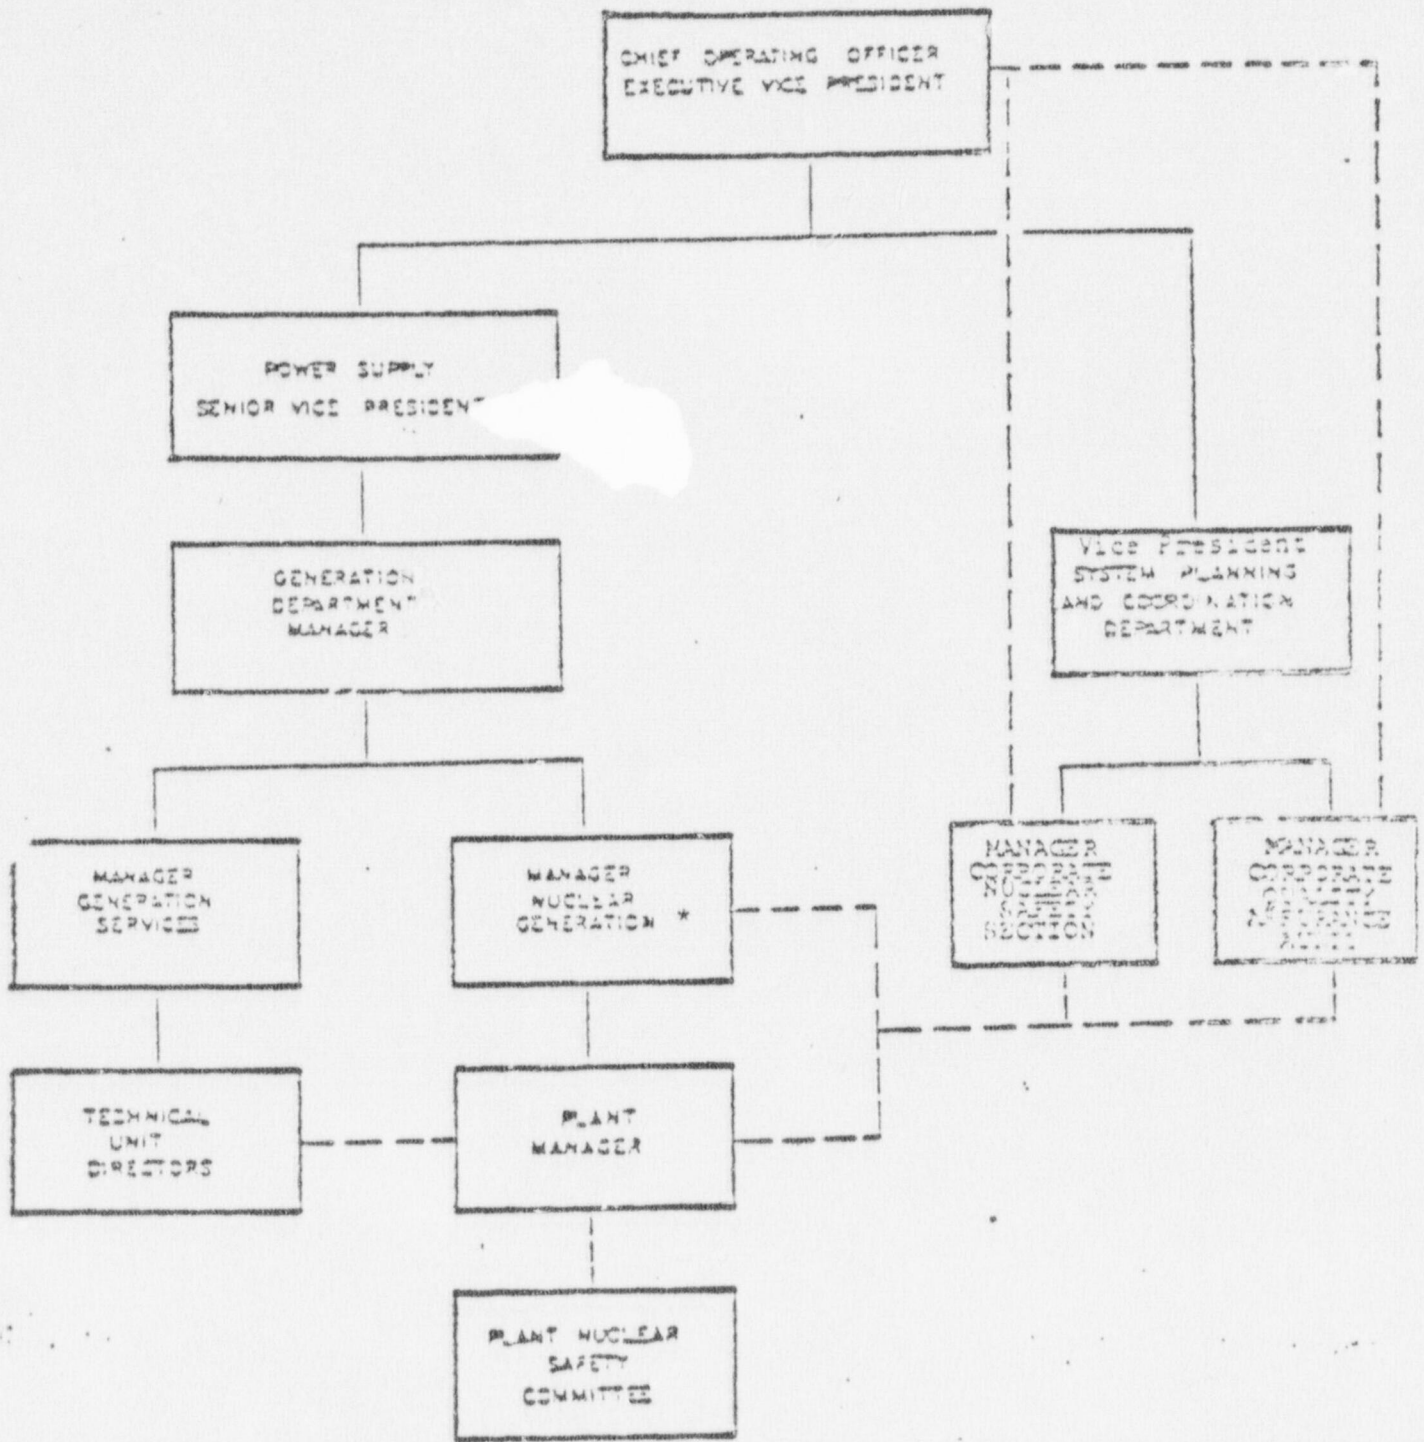 CHIEF OPERATING OFFICER
EXECUTIVE VICE PRESIDENT
POWER SUPPLY
SENIOR VICE PRESIDENT
GENERATION
DEPARTMENT
MANAGER
Vice President
SYSTEM PLANNING
AND COORDINATION
DEPARTMENT
MANAGER
GENERATION
SERVICES
MANAGER
NUCLEAR
GENERATION *
MANAGER
CORPORATE
NUCLEAR
SAFETY
SECTION
MANAGER
CORPORATE
QUALITY
ASSURANCE
TECHNICAL
UNIT
DIRECTORS
PLANT
MANAGER
PLANT NUCLEAR
SAFETY
COMMITTEE